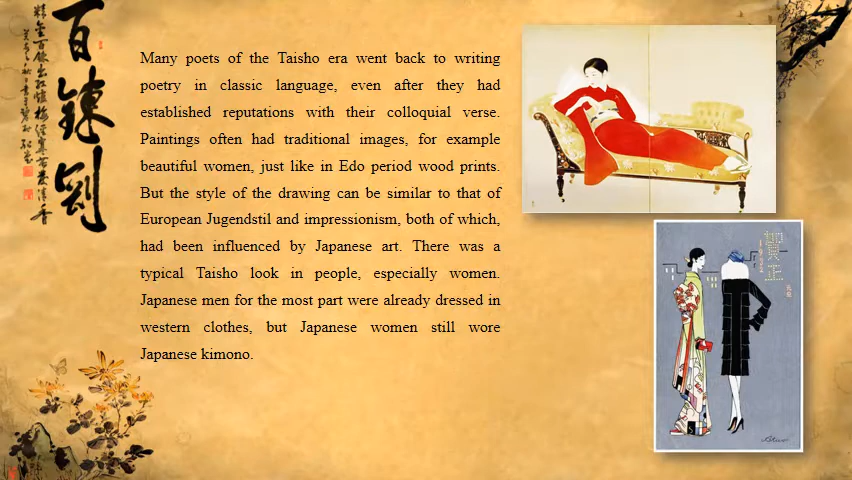 百鍊剛
Many poets of the Taisho era went back to writing
poetry in classic language, even after they had
established reputations with their colloquial verse.
Paintings often had traditional images, for example
beautiful women, just like in Edo period wood prints.
But the style of the drawing can be similar to that of
European Jugendstil and impressionism, both of which,
had been influenced by Japanese art. There was a
typical Taisho look in people, especially women.
Japanese men for the most part were already dressed in
western clothes, but Japanese women still wore
Japanese kimono.
賀正